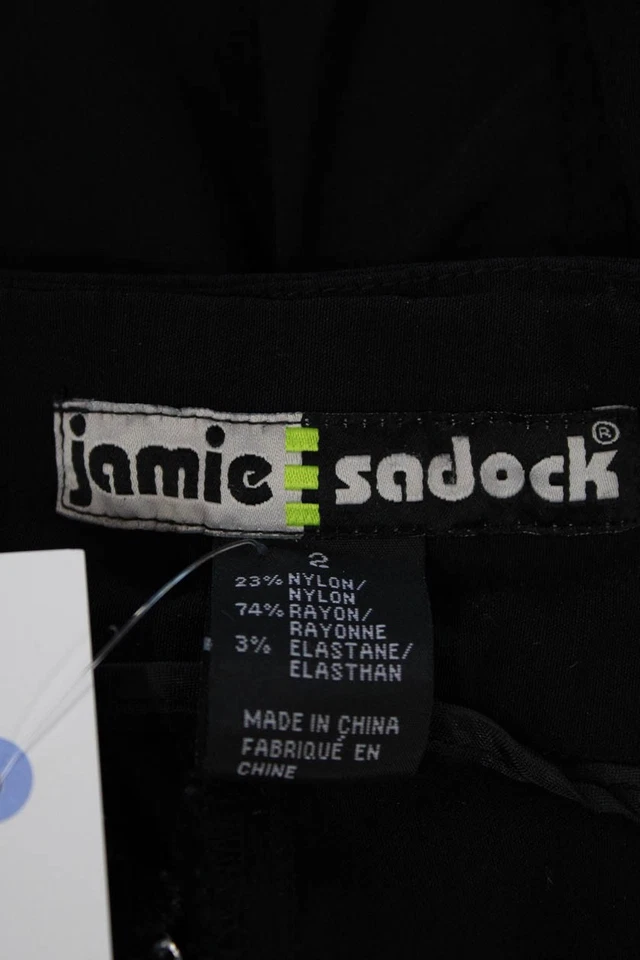 jamie sadock®
2
23% NYLON/
NYLON
74% RAYON/
RAYONNE
3% ELASTANE/
ELASTHAN
MADE IN CHINA
FABRIQUÉ EN
CHINE